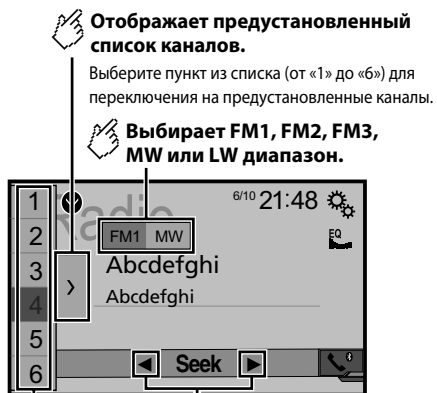 Отображает предустановленный
список каналов.
Выберите пункт из списка (от «1» до «6») для
переключения на предустановленные каналы.
Выбирает FM1, FM2, FM3,
MW или LW диапазон.
Radio
6/10 21:48
1
2
3
4
5
6
FM1 MW
EQ
Abcdefghi
Abcdefghi
Seek